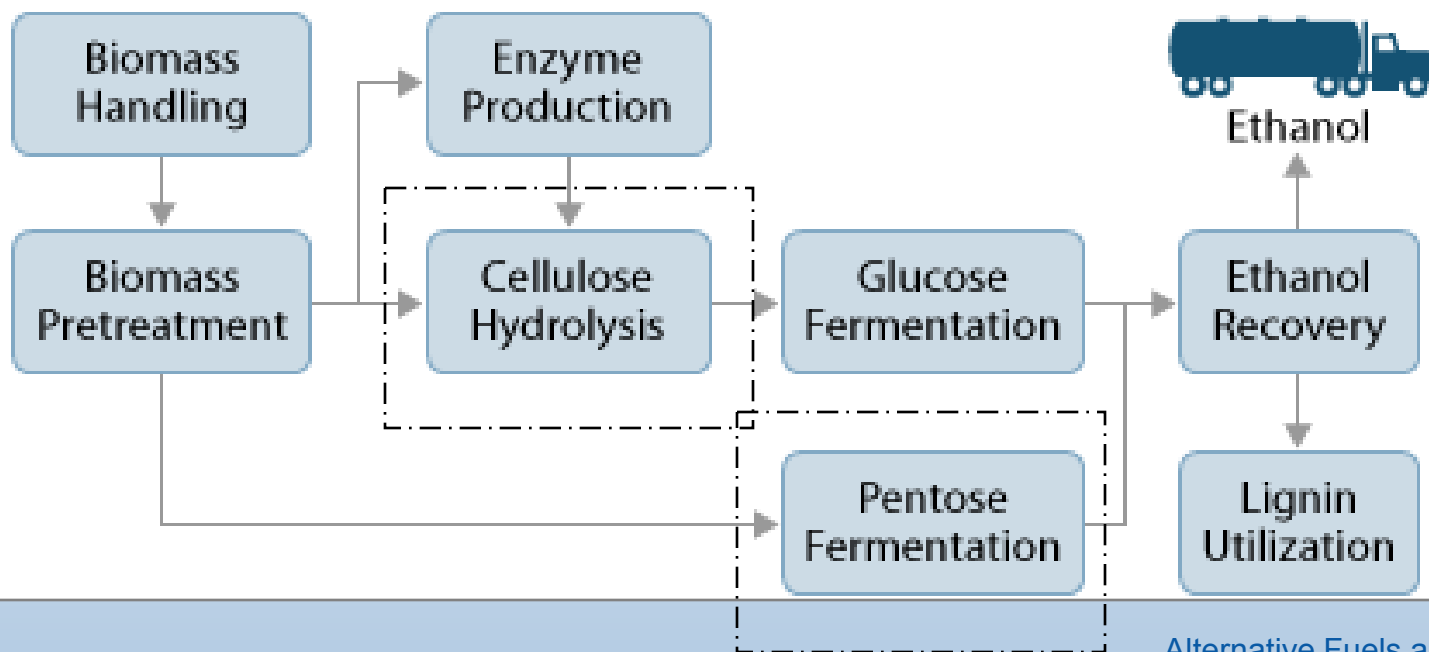 Biomass
Handling
Enzyme
Production
Ethanol
Biomass
Pretreatment
Cellulose
Hydrolysis
Glucose
Fermentation
Ethanol
Recovery
Pentose
Fermentation
Lignin
Utilization
Alternative Fuels a